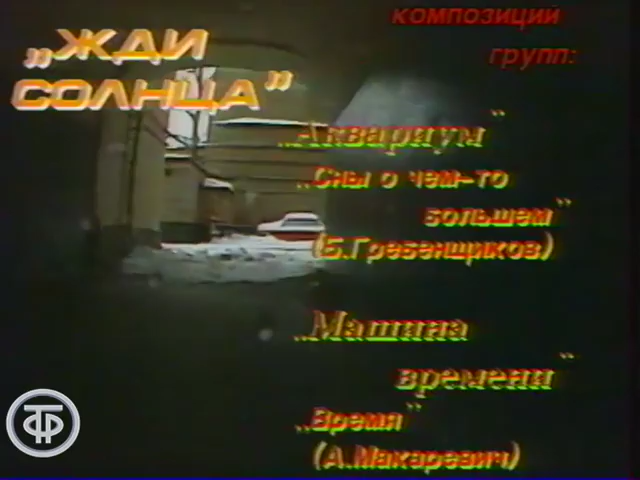 „ЖДИ
СОЛНЦА”
композиций
групп:
„Аквариум”
„Сны о чем-то
большем”
(Б.Гребенщиков)
„Машина
времени”
„Время”
(А.Макаревич)